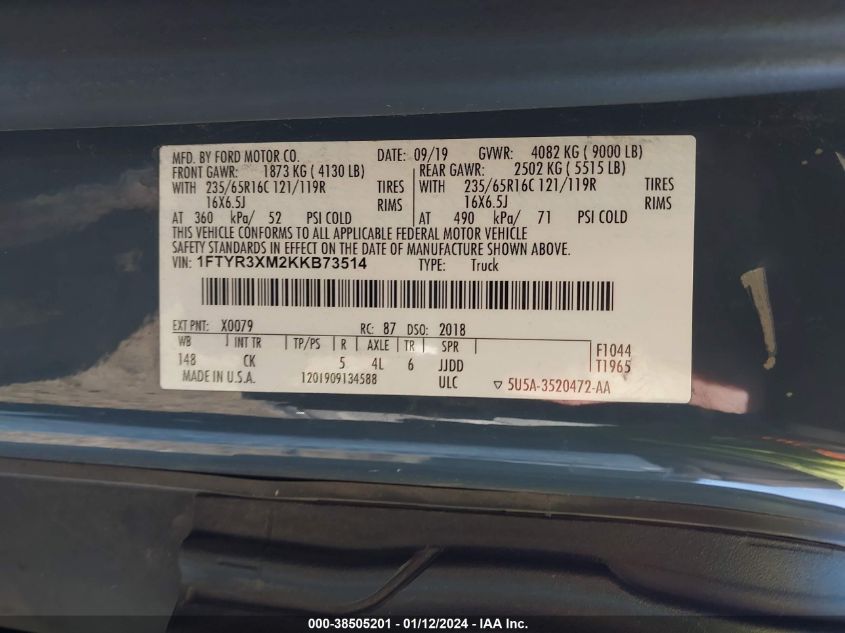 MFD. BY FORD MOTOR CO. DATE: 09/19 GVWR: 4082 KG ( 9000 LB)
FRONT GAWR: 1873 KG ( 4130 LB) REAR GAWR: 2502 KG ( 5515 LB)
WITH 235/65R16C 121/119R TIRES WITH 235/65R16C 121/119R TIRES
16X6.5J RIMS 16X6.5J RIMS
AT 360 kPa/ 52 PSI COLD AT 490 kPa/ 71 PSI COLD
THIS VEHICLE CONFORMS TO ALL APPLICABLE FEDERAL MOTOR VEHICLE
SAFETY STANDARDS IN EFFECT ON THE DATE OF MANUFACTURE SHOWN ABOVE.
VIN: 1FTYR3XM2KKB73514 TYPE: Truck
EXT PNT: X0079 RC: 87 DSO: 2018
WB INT TR TP/PS R AXLE TR SPR F1044
148 CK 5 4L 6 JJDD T1965
MADE IN U.S.A. 1201909134588 ULC ▽ 5U5A-3520472-AA
000-38505201 - 01/12/2024 - IAA Inc.